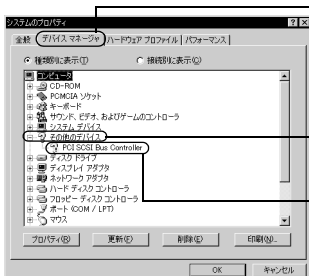 システムのプロパティ
全般 デバイス マネージャ ハードウェア プロファイル パフォーマンス
種類別に表示(T) 接続別に表示(C)
コンピュータ
CD-ROM
PCMCIA ソケット
キーボード
サウンド、ビデオ、およびゲームのコントローラ
システム デバイス
その他のデバイス
PCI SCSI Bus Controller
ディスク ドライブ
ディスプレイ アダプタ
ネットワーク アダプタ
ハード ディスク コントローラ
フロッピー ディスク コントローラ
ポート (COM / LPT)
マウス
プロパティ(R) 更新(F) 削除(E) 印刷(N)...
OK キャンセル